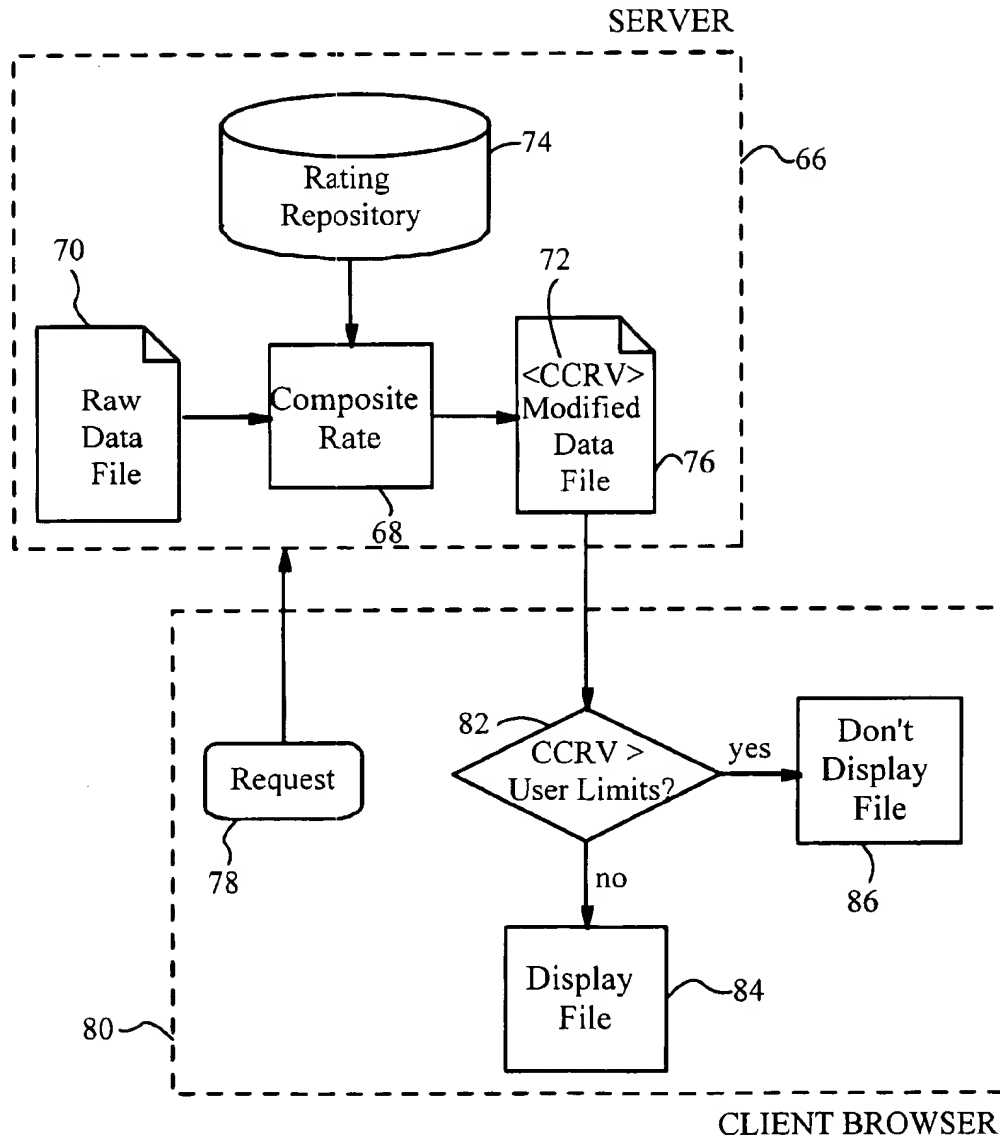 SERVER
74
66
Rating
Repository
70
72
Raw
Data
File
Composite
Rate
<CCRV>
Modified
Data
File
68
76
82
CCRV >
User Limits?
yes
Don't
Display
File
86
Request
78
no
Display
File
84
80
CLIENT BROWSER